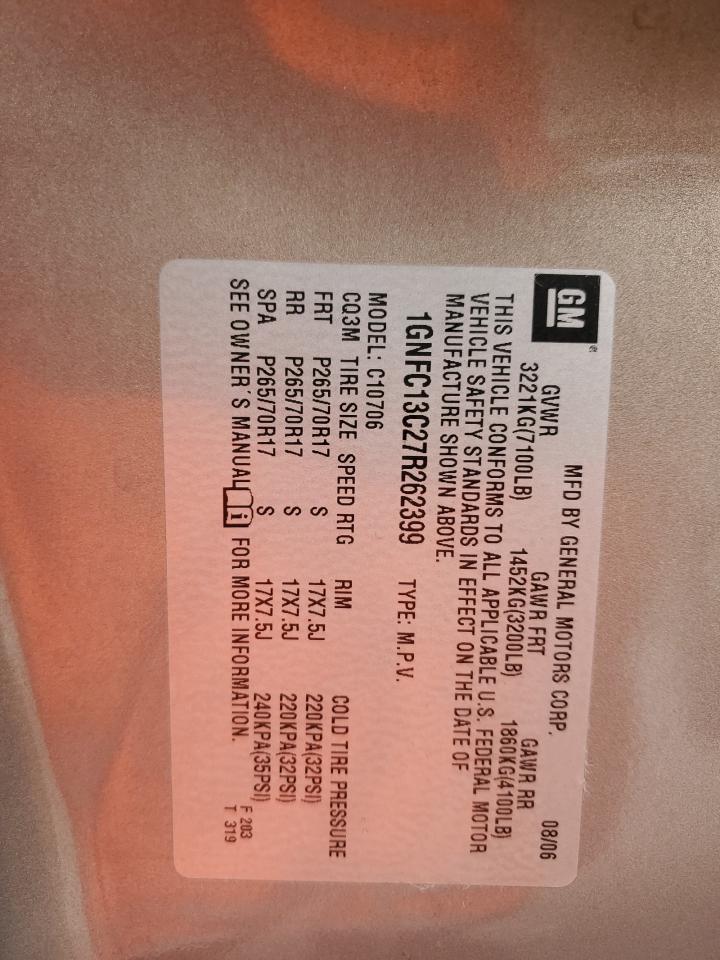 GM®
MFD BY GENERAL MOTORS CORP. 08/06
GVWR GAWR FRT GAWR RR
3221KG(7100LB) 1452KG(3200LB) 1860KG(4100LB)
THIS VEHICLE CONFORMS TO ALL APPLICABLE U.S. FEDERAL MOTOR
VEHICLE SAFETY STANDARDS IN EFFECT ON THE DATE OF
MANUFACTURE SHOWN ABOVE.
1GNFC13C27R262399 TYPE: M.P.V.
MODEL: C10706
CQ3M TIRE SIZE SPEED RTG RIM COLD TIRE PRESSURE
FRT P265/70R17 S 17X7.5J 220KPA(32PSI)
RR P265/70R17 S 17X7.5J 220KPA(32PSI)
SPA P265/70R17 S 17X7.5J 240KPA(35PSI)
SEE OWNER'S MANUAL i FOR MORE INFORMATION.
F 203
T 319